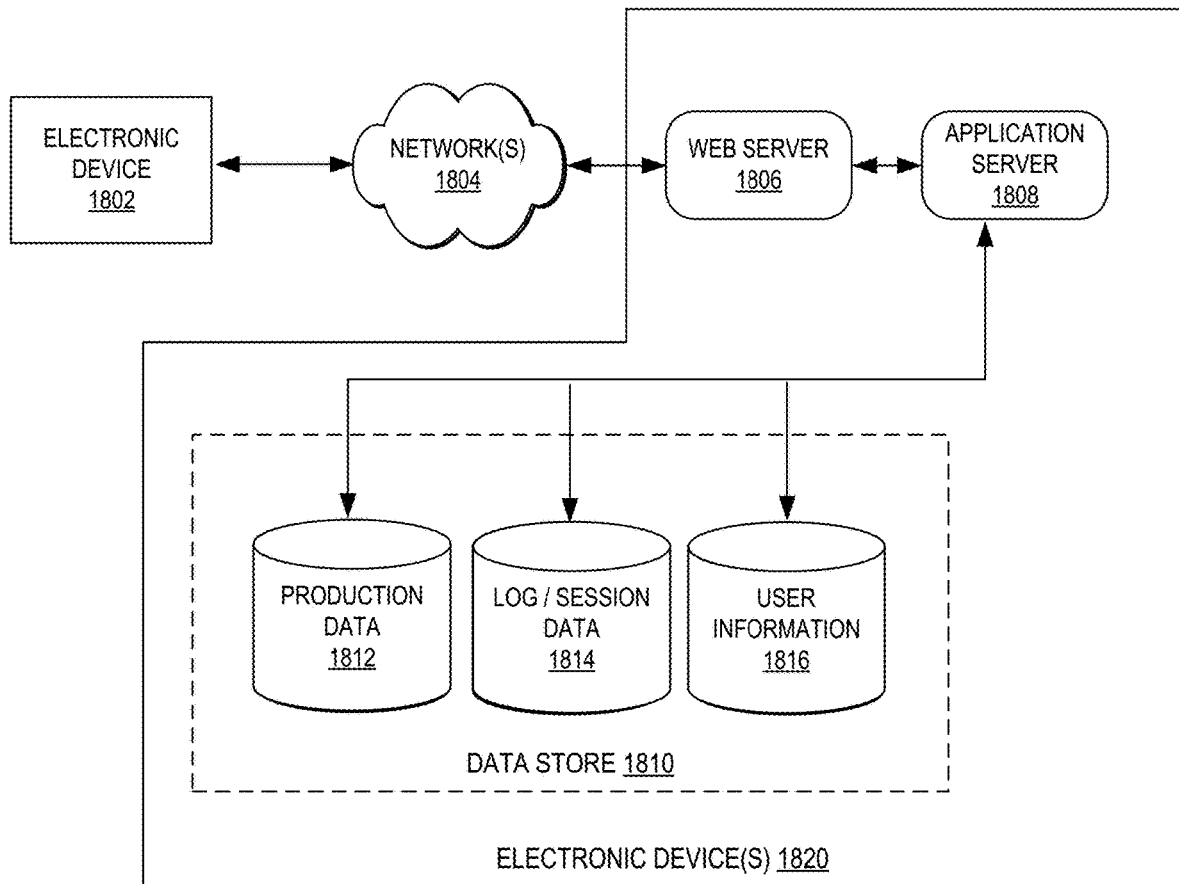 ELECTRONIC
DEVICE
1802
NETWORK(S)
1804
WEB SERVER
1806
APPLICATION
SERVER
1808
PRODUCTION
DATA
1812
LOG / SESSION
DATA
1814
USER
INFORMATION
1816
DATA STORE 1810
ELECTRONIC DEVICE(S) 1820